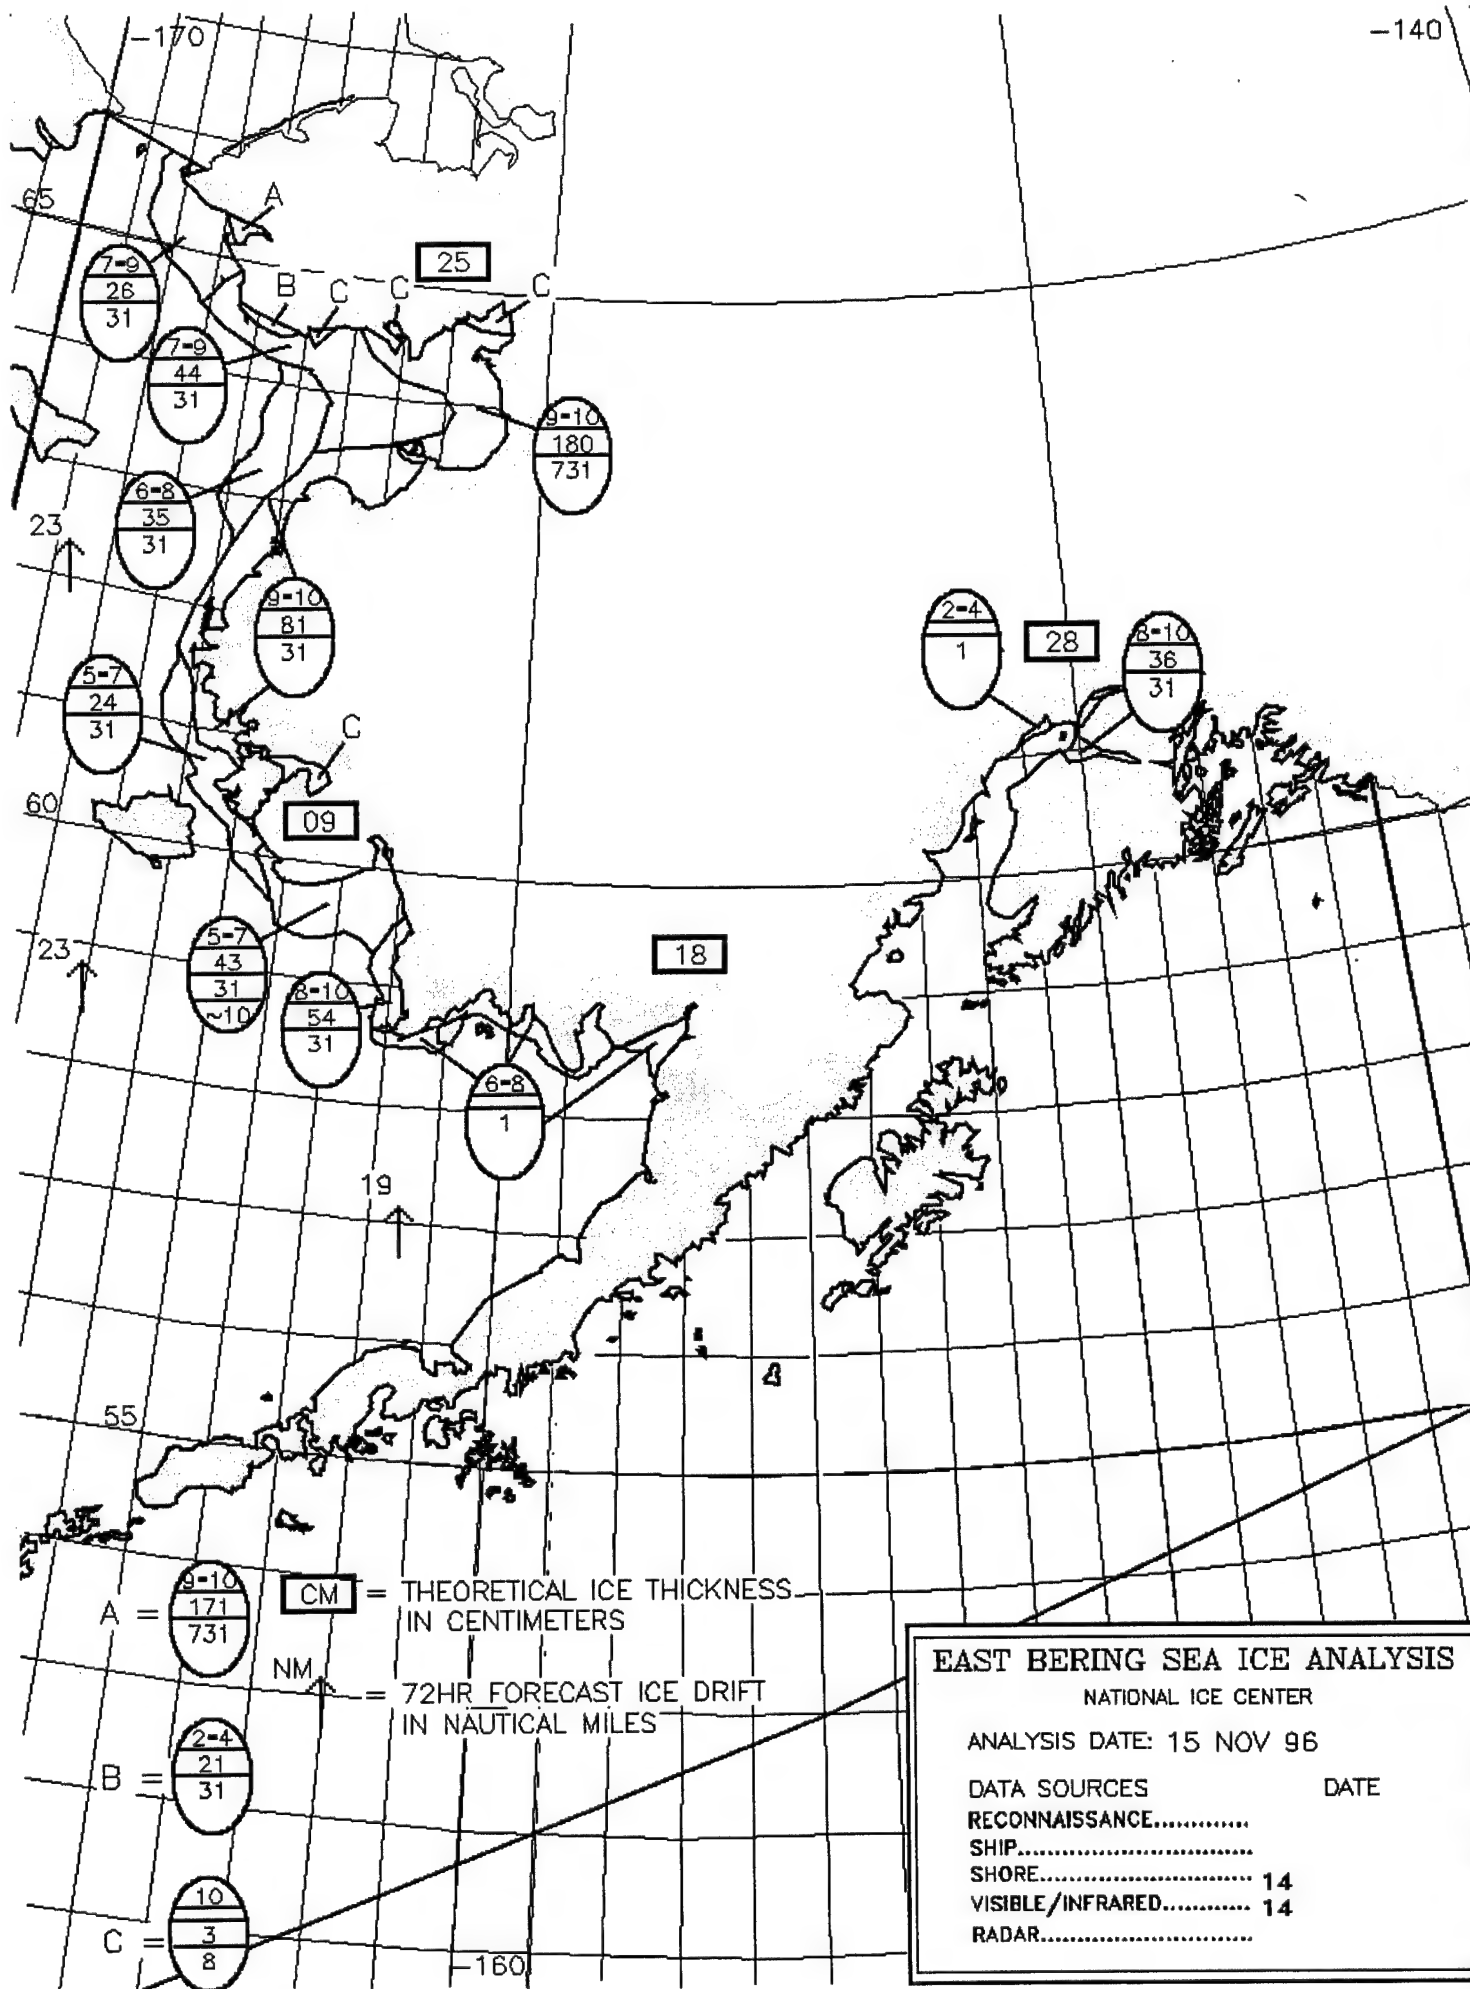 -170
-140
65
A
25
7-9
26
31
B
C
C
C
7-9
44
31
9-10
180
731
6-8
35
31
23
9-10
81
31
2-4
1
28
8-10
36
31
5-7
24
31
C
60
09
23
5-7
43
31
~10
8-10
54
31
18
6-8
1
19
55
A =
9-10
171
731
CM = THEORETICAL ICE THICKNESS
IN CENTIMETERS
NM
= 72HR FORECAST ICE DRIFT
IN NAUTICAL MILES
B =
2-4
21
31
C =
10
3
8
-160
EAST BERING SEA ICE ANALYSIS
NATIONAL ICE CENTER
ANALYSIS DATE: 15 NOV 96
DATA SOURCES DATE
RECONNAISSANCE.............
SHIP................................
SHORE............................. 14
VISIBLE/INFRARED............ 14
RADAR.............................